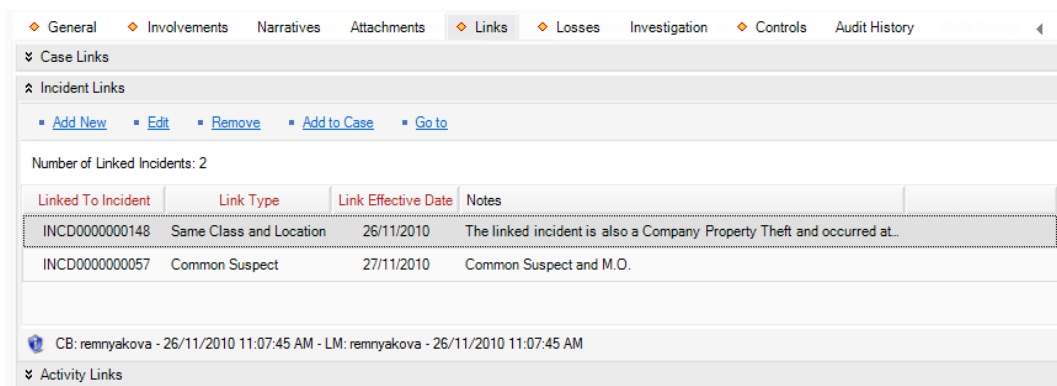 General Involvements Narratives Attachments Links Losses Investigation Controls Audit History
Case Links
Incident Links
Add New Edit Remove Add to Case Go to
Number of Linked Incidents: 2
Linked To Incident Link Type Link Effective Date Notes
INCD0000000148 Same Class and Location 26/11/2010 The linked incident is also a Company Property Theft and occurred at...
INCD0000000057 Common Suspect 27/11/2010 Common Suspect and M.O.
CB: remnyakova - 26/11/2010 11:07:45 AM - LM: remnyakova - 26/11/2010 11:07:45 AM
Activity Links